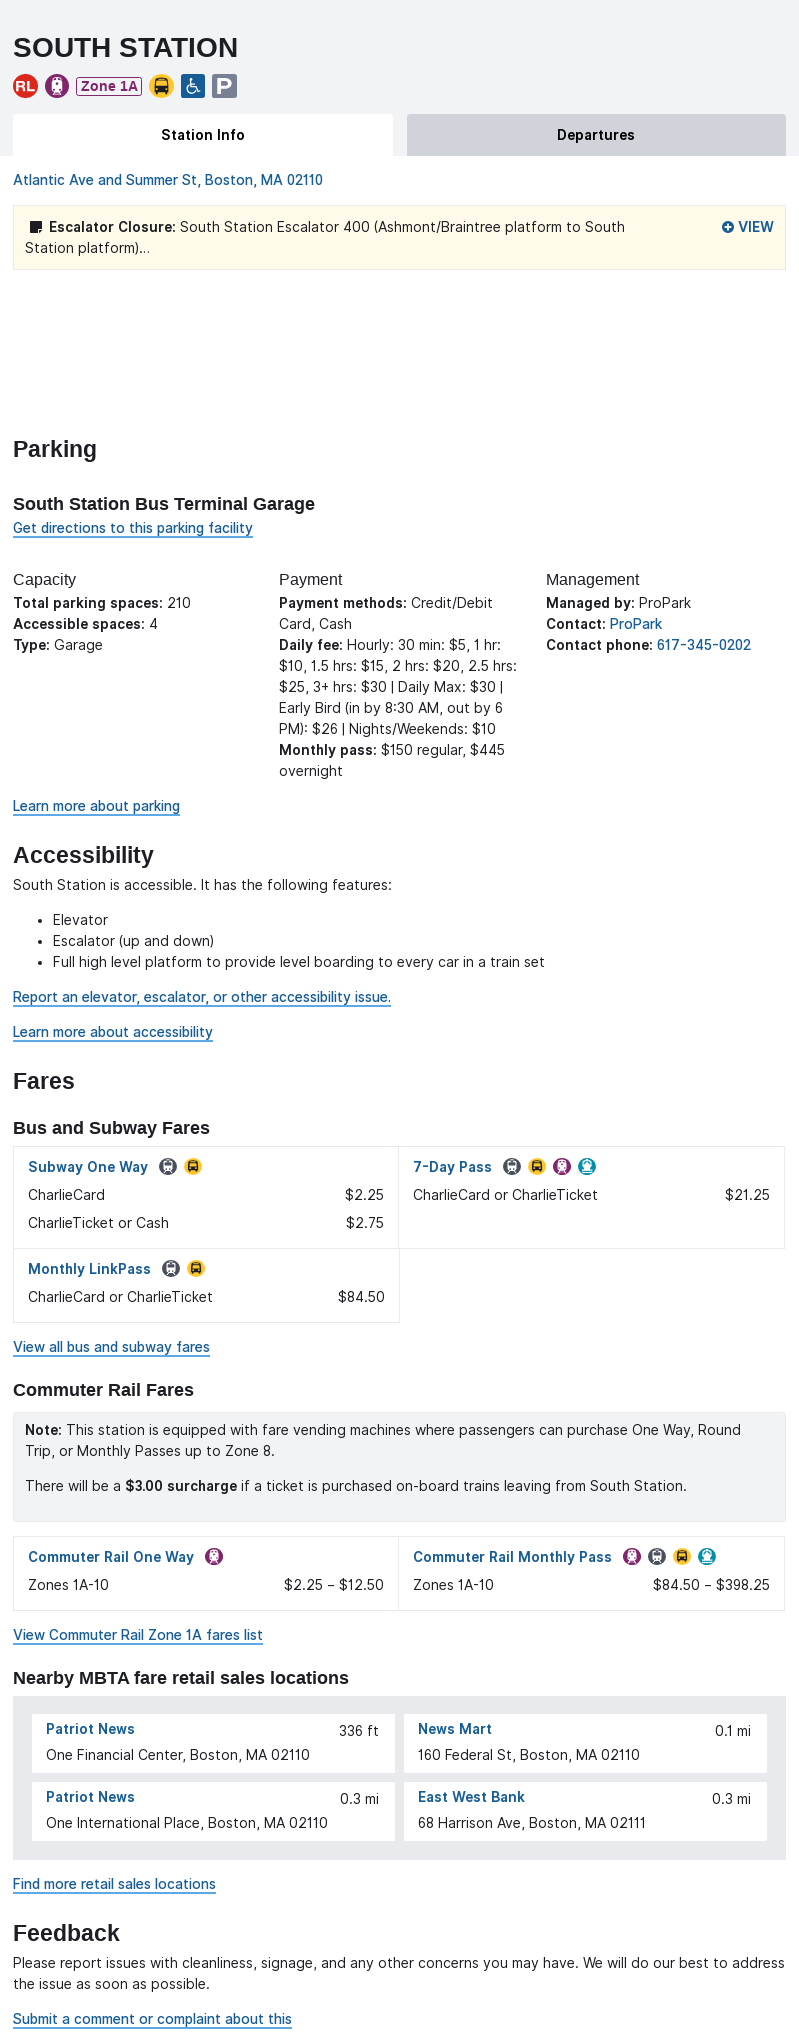 SOUTH STATION
RL Zone 1A P
Station Info
Departures
Atlantic Ave and Summer St, Boston, MA 02110
Escalator Closure: South Station Escalator 400 (Ashmont/Braintree platform to South
Station platform)...
VIEW
Parking
South Station Bus Terminal Garage
Get directions to this parking facility
Capacity
Total parking spaces: 210
Accessible spaces: 4
Type: Garage
Payment
Payment methods: Credit/Debit
Card, Cash
Daily fee: Hourly: 30 min: $5, 1 hr:
$10, 1.5 hrs: $15, 2 hrs: $20, 2.5 hrs:
$25, 3+ hrs: $30 | Daily Max: $30 |
Early Bird (in by 8:30 AM, out by 6
PM): $26 | Nights/Weekends: $10
Monthly pass: $150 regular, $445
overnight
Management
Managed by: ProPark
Contact: ProPark
Contact phone: 617-345-0202
Learn more about parking
Accessibility
South Station is accessible. It has the following features:
• Elevator
• Escalator (up and down)
• Full high level platform to provide level boarding to every car in a train set
Report an elevator, escalator, or other accessibility issue.
Learn more about accessibility
Fares
Bus and Subway Fares
Subway One Way
CharlieCard $2.25
CharlieTicket or Cash $2.75
7-Day Pass
CharlieCard or CharlieTicket $21.25
Monthly LinkPass
CharlieCard or CharlieTicket $84.50
View all bus and subway fares
Commuter Rail Fares
Note: This station is equipped with fare vending machines where passengers can purchase One Way, Round
Trip, or Monthly Passes up to Zone 8.
There will be a $3.00 surcharge if a ticket is purchased on-board trains leaving from South Station.
Commuter Rail One Way
Zones 1A-10 $2.25 – $12.50
Commuter Rail Monthly Pass
Zones 1A-10 $84.50 – $398.25
View Commuter Rail Zone 1A fares list
Nearby MBTA fare retail sales locations
Patriot News 336 ft
One Financial Center, Boston, MA 02110
News Mart 0.1 mi
160 Federal St, Boston, MA 02110
Patriot News 0.3 mi
One International Place, Boston, MA 02110
East West Bank 0.3 mi
68 Harrison Ave, Boston, MA 02111
Find more retail sales locations
Feedback
Please report issues with cleanliness, signage, and any other concerns you may have. We will do our best to address
the issue as soon as possible.
Submit a comment or complaint about this